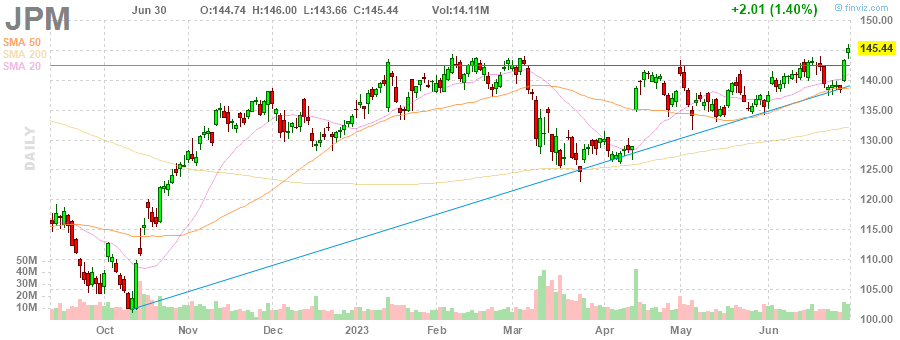 JPM Jun 30 O:144.74 H:146.00 L:143.66 C:145.44 Vol:14.11M +2.01 (1.40%) © finviz.com
SMA 50
SMA 200
SMA 20
DAILY
150.00
145.44
140.00
135.00
130.00
125.00
120.00
115.00
110.00
105.00
100.00
50M
40M
30M
20M
10M
Oct Nov Dec 2023 Feb Mar Apr May Jun